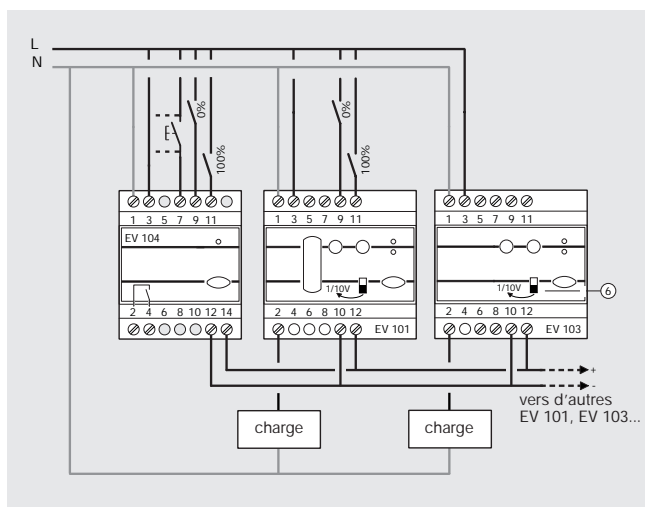 L
N
0%
100%
0%
100%
1 3 5 7 9 11
1 3 5 7 9 11
1 3 5 7 9 11
EV 104
1/10V
1/10V
6
2 4 6 8 10 12 14
2 4 6 8 10 12
EV 101
2 4 6 8 10 12
EV 103
+
-
vers d'autres
EV 101, EV 103...
charge
charge